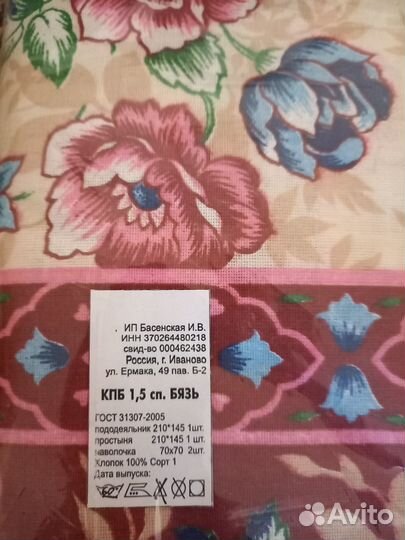 ИП Басенская И.В.
ИНН 370264480218
свид-во 000462438
Россия, г. Иваново
ул. Ермака, 49 пав. Б-2
КПБ 1,5 сп. БЯЗЬ
ГОСТ 31307-2005
пододеяльник 210*145 1шт.
простыня 210*145 1 шт.
наволочка 70x70 2шт.
Хлопок 100% Сорт 1
Дата выпуска:
Avito